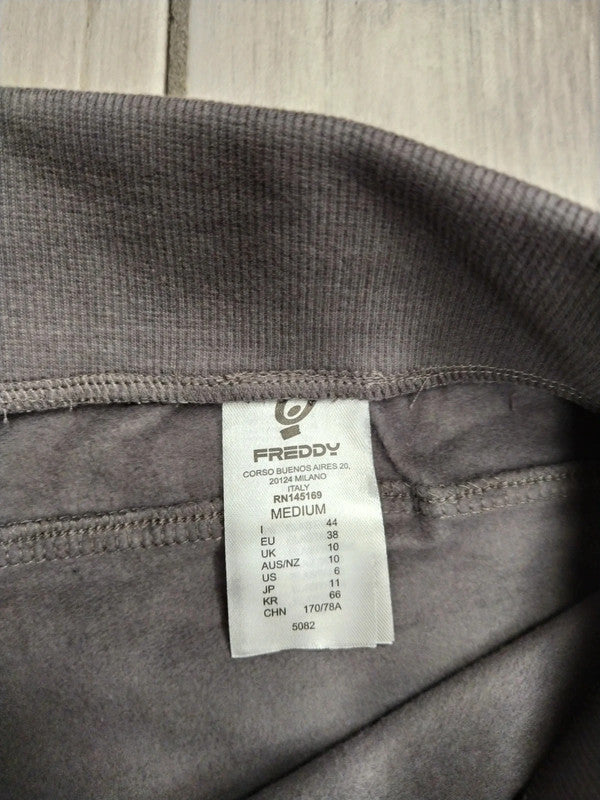 FREDDY
CORSO BUENOS AIRES 20,
20124 MILANO
ITALY
RN145169
MEDIUM
I 44
EU 38
UK 10
AUS/NZ 10
US 6
JP 11
KR 66
CHN 170/78A
5082